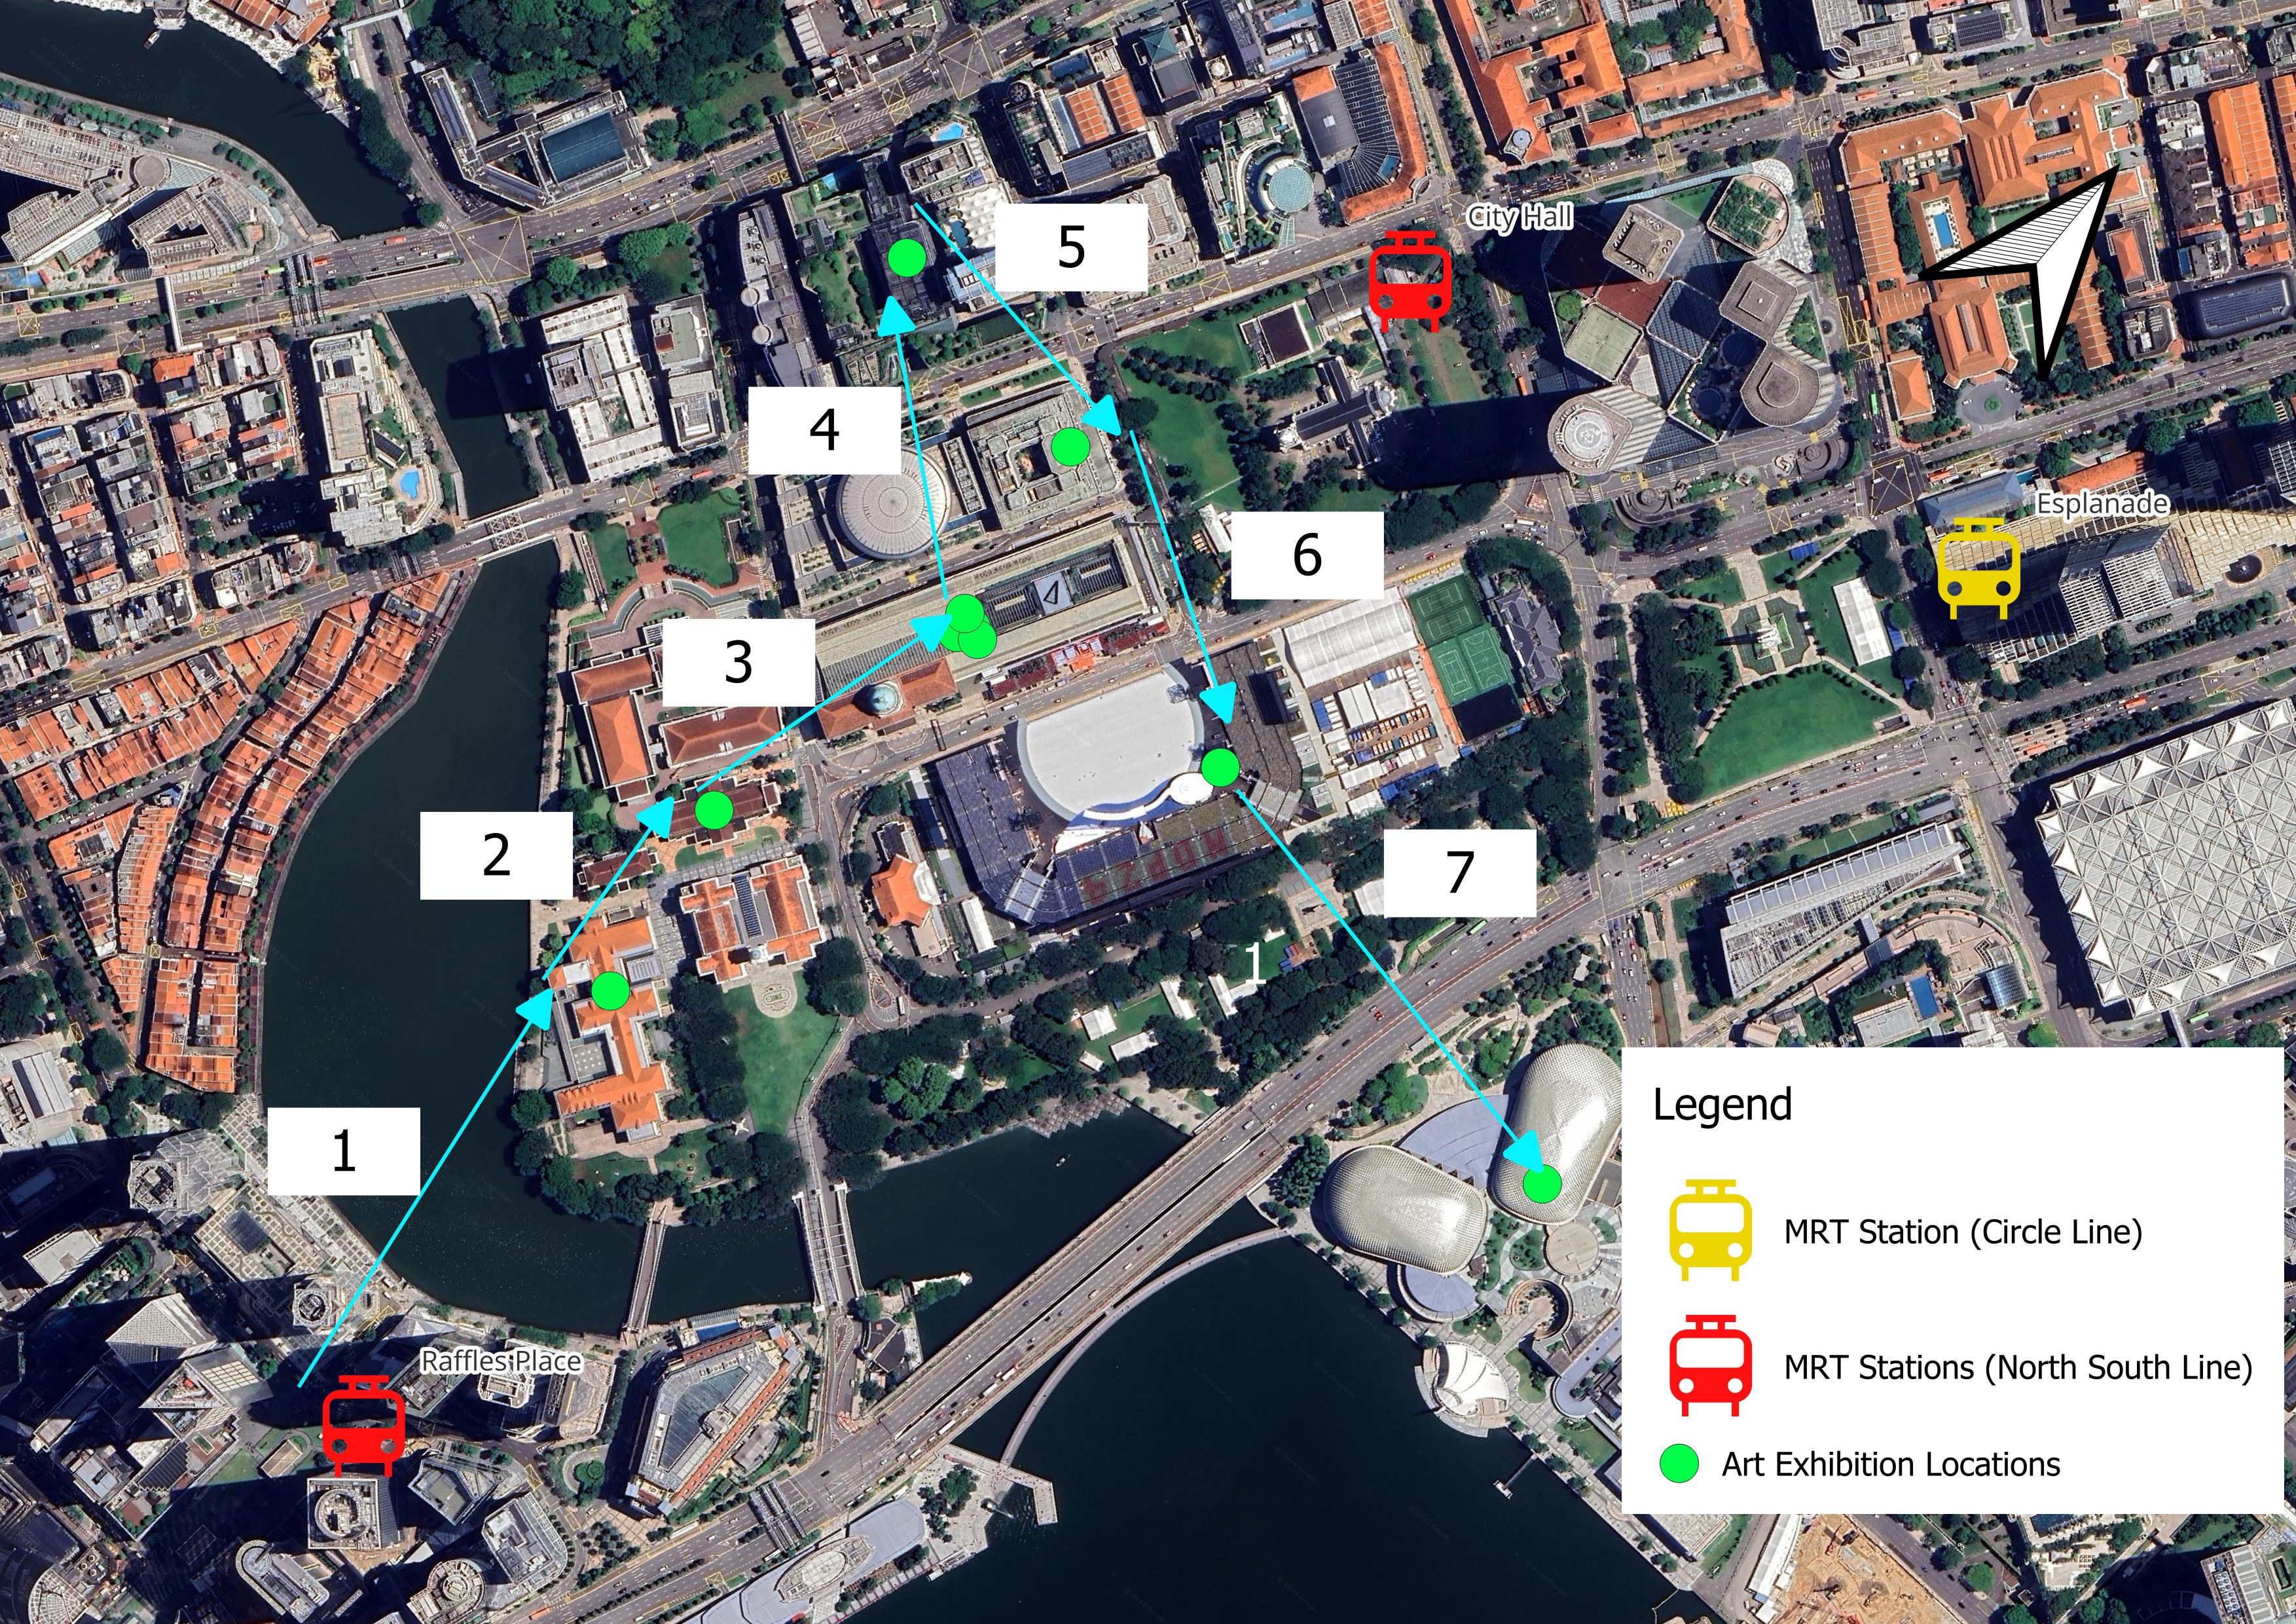 City Hall
5
4
Esplanade
6
3
2
7
1
1
Raffles Place
Legend
MRT Station (Circle Line)
MRT Stations (North South Line)
Art Exhibition Locations